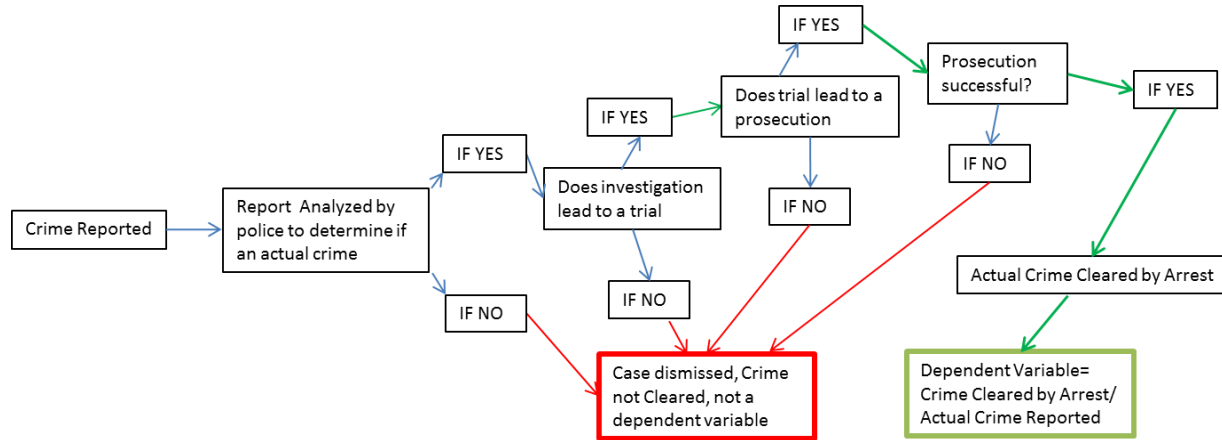 Crime Reported
Report Analyzed by
police to determine if
an actual crime
IF YES
IF NO
Does investigation
lead to a trial
IF YES
IF NO
Does trial lead to a
prosecution
IF YES
IF NO
Prosecution
successful?
IF YES
IF NO
Actual Crime Cleared by Arrest
Case dismissed, Crime
not Cleared, not a
dependent variable
Dependent Variable=
Crime Cleared by Arrest/
Actual Crime Reported